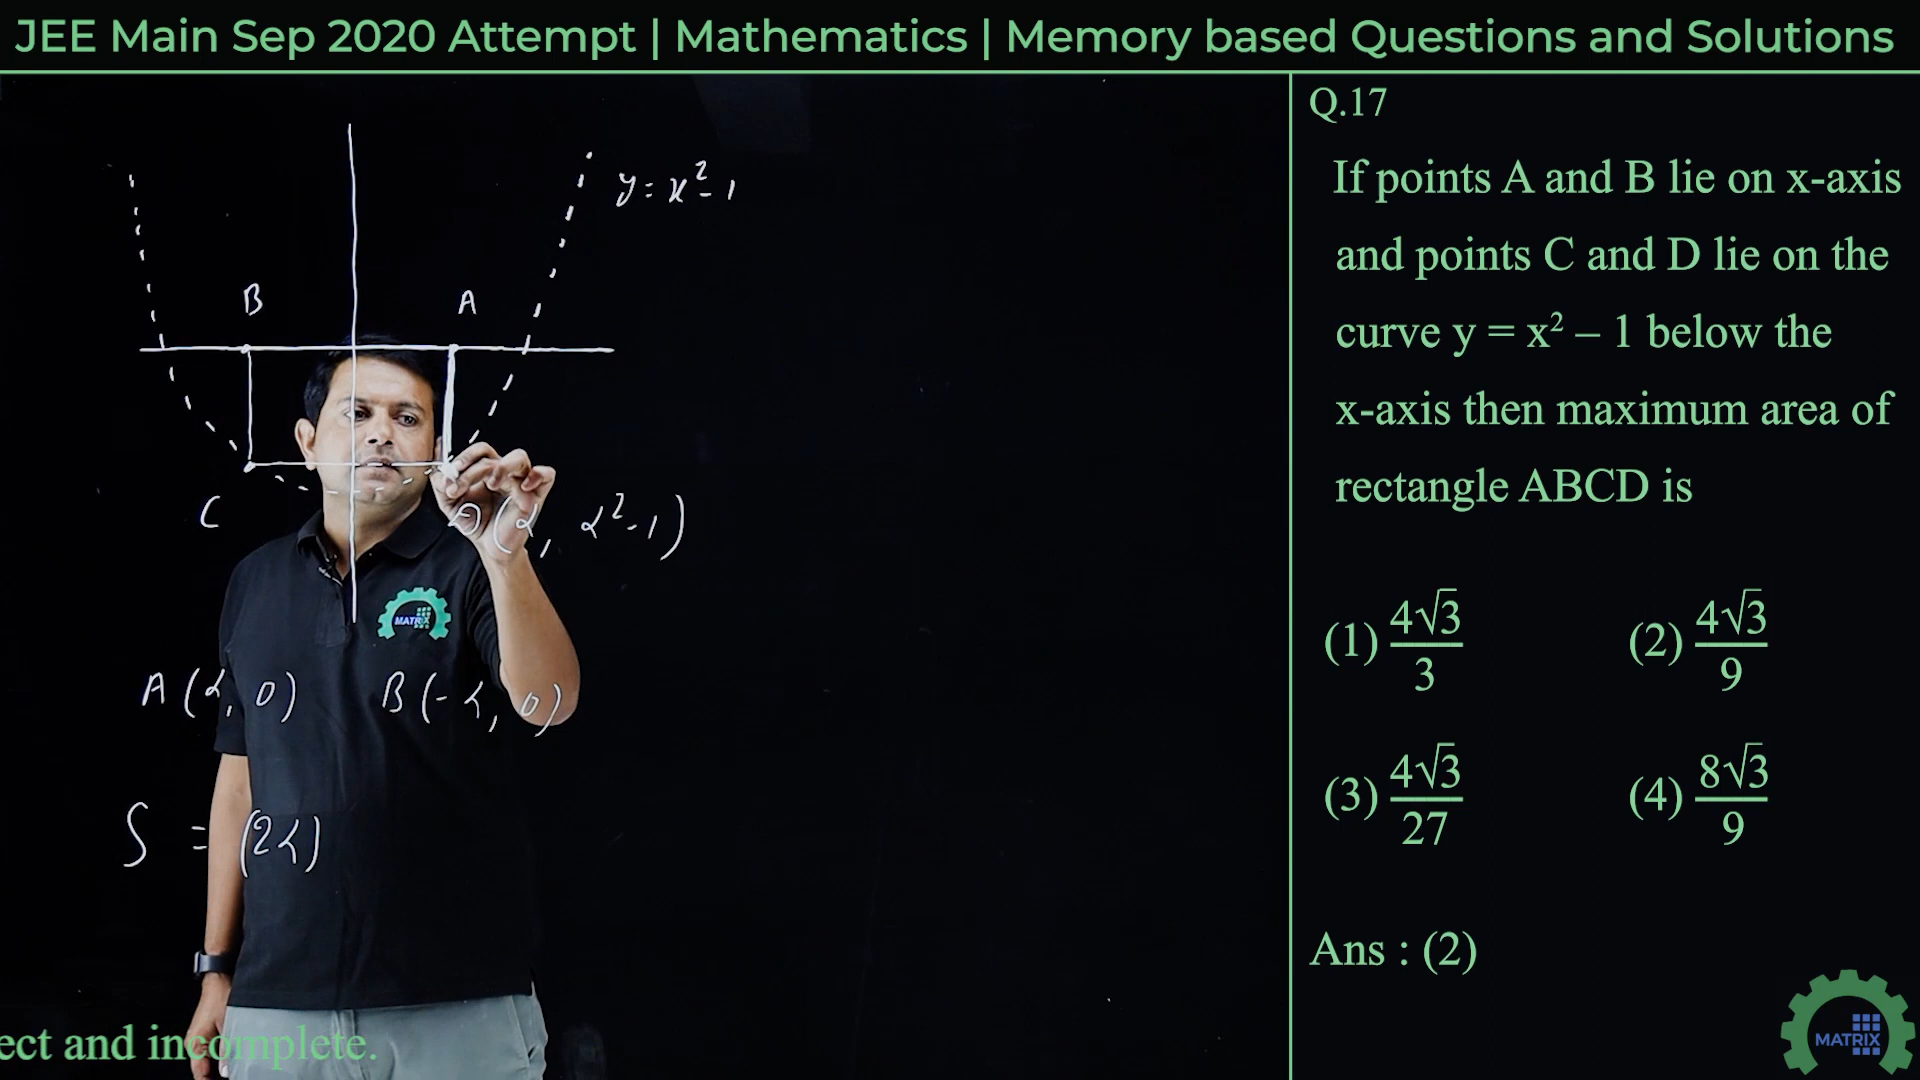 JEE Main Sep 2020 Attempt | Mathematics | Memory based Questions and Solutions
y = x² - 1
B A
C D(α, α² - 1)
MATRIX
A(α, 0) B(-α, 0)
S = (2α)
ect and incomplete.
Q.17
If points A and B lie on x-axis
and points C and D lie on the
curve y = x² – 1 below the
x-axis then maximum area of
rectangle ABCD is
(1) 4√3/3 (2) 4√3/9
(3) 4√3/27 (4) 8√3/9
Ans : (2)
MATRIX